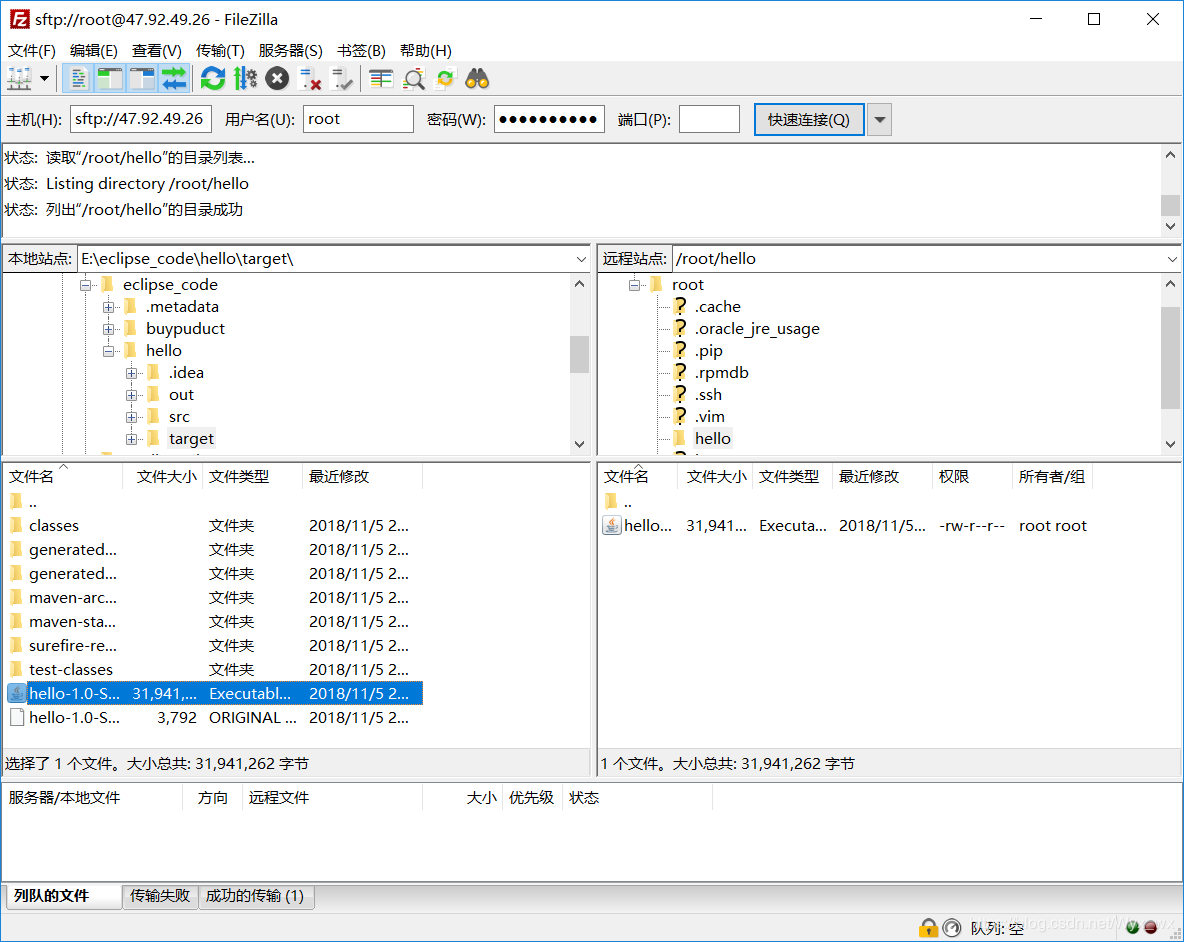 sftp://root@47.92.49.26 - FileZilla
文件(F) 编辑(E) 查看(V) 传输(T) 服务器(S) 书签(B) 帮助(H)
主机(H): sftp://47.92.49.26 用户名(U): root 密码(W): ●●●●●●●●●● 端口(P): 快速连接(Q)
状态: 读取“/root/hello”的目录列表...
状态: Listing directory /root/hello
状态: 列出“/root/hello”的目录成功
本地站点: E:\eclipse_code\hello\target\
eclipse_code
.metadata
buypuduct
hello
.idea
out
src
target
远程站点: /root/hello
root
.cache
.oracle_jre_usage
.pip
.rpmdb
.ssh
.vim
hello
文件名 文件大小 文件类型 最近修改
..
classes 文件夹 2018/11/5 2...
generated... 文件夹 2018/11/5 2...
generated... 文件夹 2018/11/5 2...
maven-arc... 文件夹 2018/11/5 2...
maven-sta... 文件夹 2018/11/5 2...
surefire-re... 文件夹 2018/11/5 2...
test-classes 文件夹 2018/11/5 2...
hello-1.0-S... 31,941,... Executabl... 2018/11/5 2...
hello-1.0-S... 3,792 ORIGINAL ... 2018/11/5 2...
选择了 1 个文件。大小总共: 31,941,262 字节
文件名 文件大小 文件类型 最近修改 权限 所有者/组
..
hello... 31,941... Executa... 2018/11/5... -rw-r--r-- root root
1 个文件。大小总共: 31,941,262 字节
服务器/本地文件 方向 远程文件 大小 优先级 状态
列队的文件 传输失败 成功的传输 (1)
队列: 空